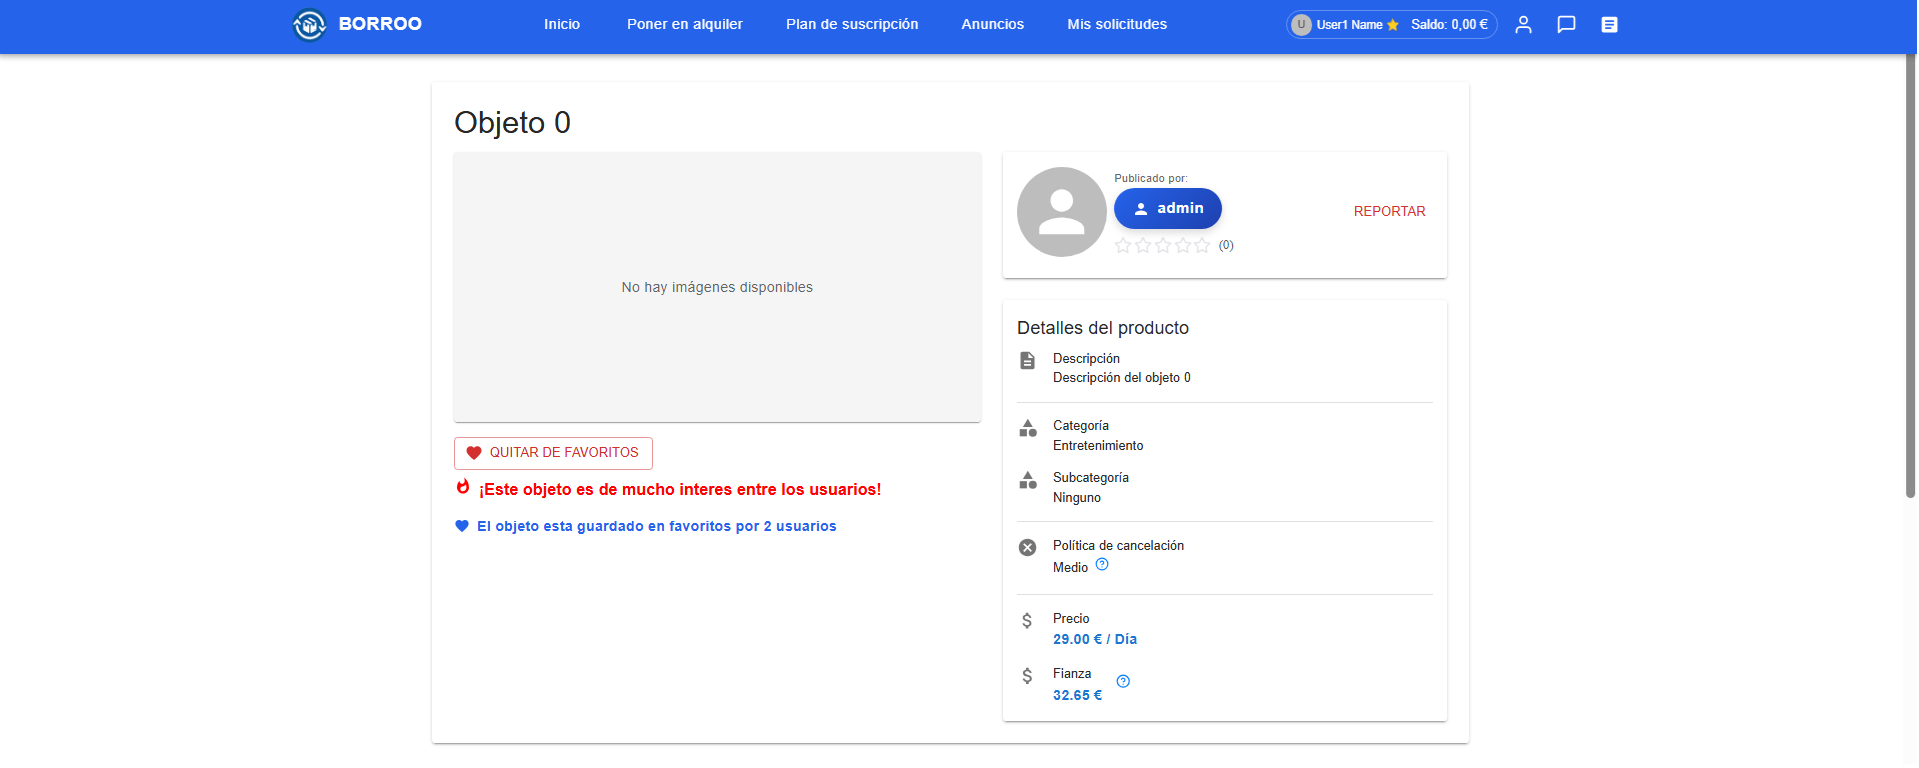 BORROO
Inicio
Poner en alquiler
Plan de suscripción
Anuncios
Mis solicitudes
U User1 Name Saldo: 0,00 €
Objeto 0
No hay imágenes disponibles
QUITAR DE FAVORITOS
¡Este objeto es de mucho interes entre los usuarios!
El objeto esta guardado en favoritos por 2 usuarios
Publicado por:
admin
(0)
REPORTAR
Detalles del producto
Descripción
Descripción del objeto 0
Categoría
Entretenimiento
Subcategoría
Ninguno
Política de cancelación
Medio
Precio
29.00 € / Día
Fianza
32.65 €